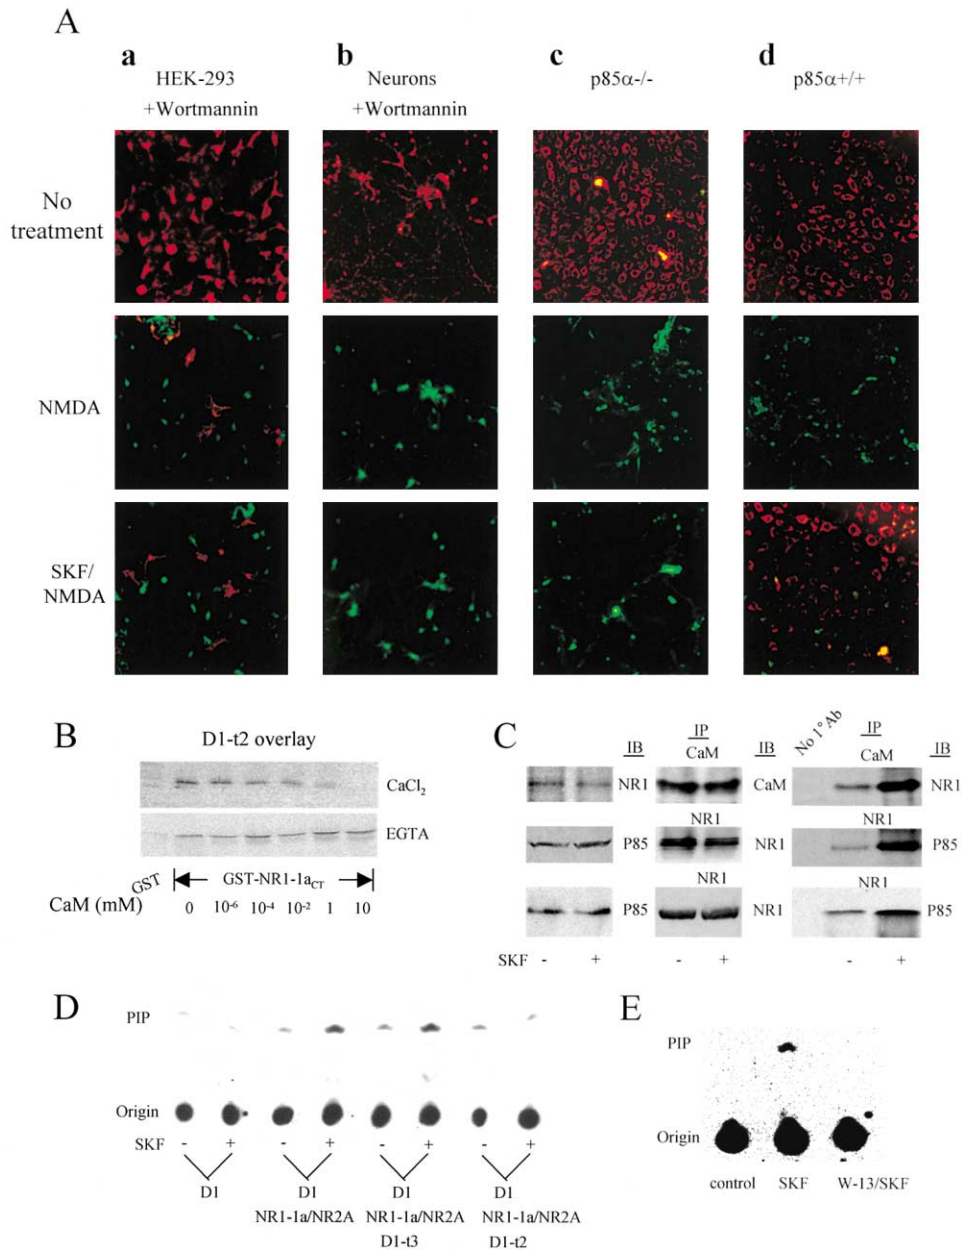 A
a b c d
HEK-293 Neurons p85α-/- p85α+/+
+Wortmannin +Wortmannin
No
treatment
NMDA
SKF/
NMDA
B
D1-t2 overlay
CaCl2
EGTA
GST GST-NR1-1aCT
CaM (mM) 0 10-6 10-4 10-2 1 10
C
IB IP IB No 1°Ab IP IB
CaM CaM
NR1 CaM NR1
NR1 NR1
P85 NR1 P85
NR1 NR1
P85 NR1 P85
SKF - + - + - +
D
PIP
Origin
SKF - + - + - + - +
D1 D1 D1 D1
NR1-1a/NR2A NR1-1a/NR2A NR1-1a/NR2A
D1-t3 D1-t2
E
PIP
Origin
control SKF W-13/SKF